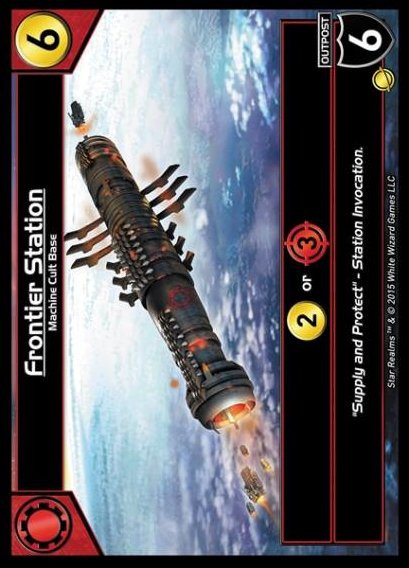 Frontier Station
6
Machine Cult Base
2 or 3
"Supply and Protect" - Station Invocation.
OUTPOST
6
Star Realms ™ & © 2015 White Wizard Games LLC